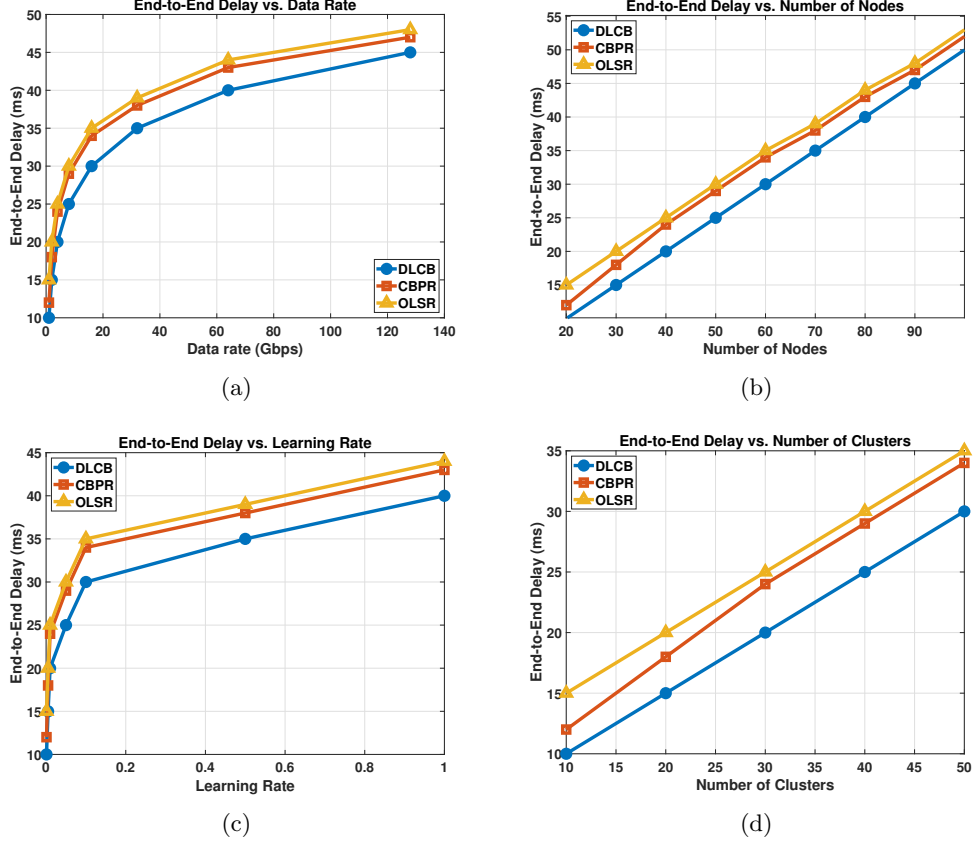 End-to-End Delay vs. Data Rate
50
45
40
35
30
25
20
15
10
End-to-End Delay (ms)
DLCB
CBPR
OLSR
0 20 40 60 80 100 120 140
Data rate (Gbps)
(a)
End-to-End Delay vs. Number of Nodes
DLCB
CBPR
OLSR
55
50
45
40
35
30
25
20
15
End-to-End Delay (ms)
20 30 40 50 60 70 80 90
Number of Nodes
(b)
End-to-End Delay vs. Learning Rate
DLCB
CBPR
OLSR
45
40
35
30
25
20
15
10
End-to-End Delay (ms)
0 0.2 0.4 0.6 0.8 1
Learning Rate
(c)
End-to-End Delay vs. Number of Clusters
DLCB
CBPR
OLSR
35
30
25
20
15
10
End-to-End Delay (ms)
10 15 20 25 30 35 40 45 50
Number of Clusters
(d)